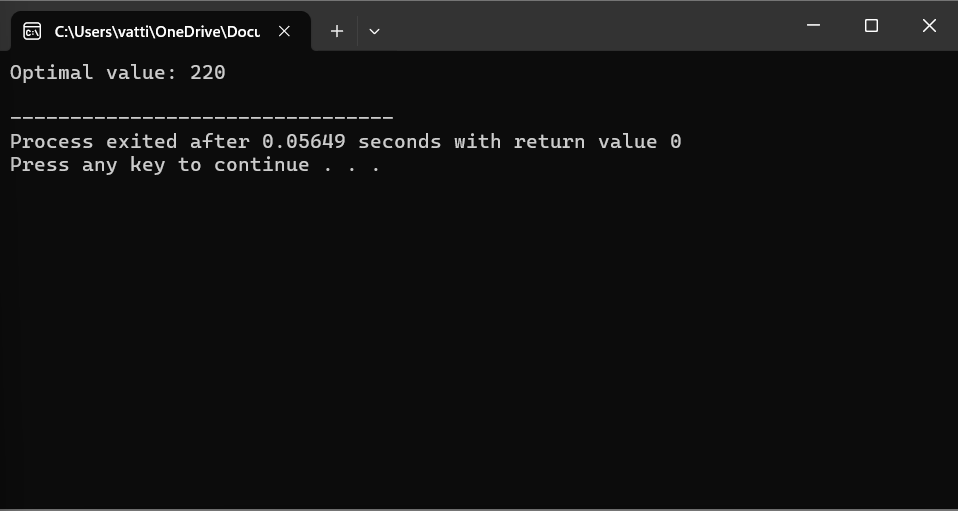 C:\Users\vatti\OneDrive\Docu
Optimal value: 220
--------------------------------
Process exited after 0.05649 seconds with return value 0
Press any key to continue . . .